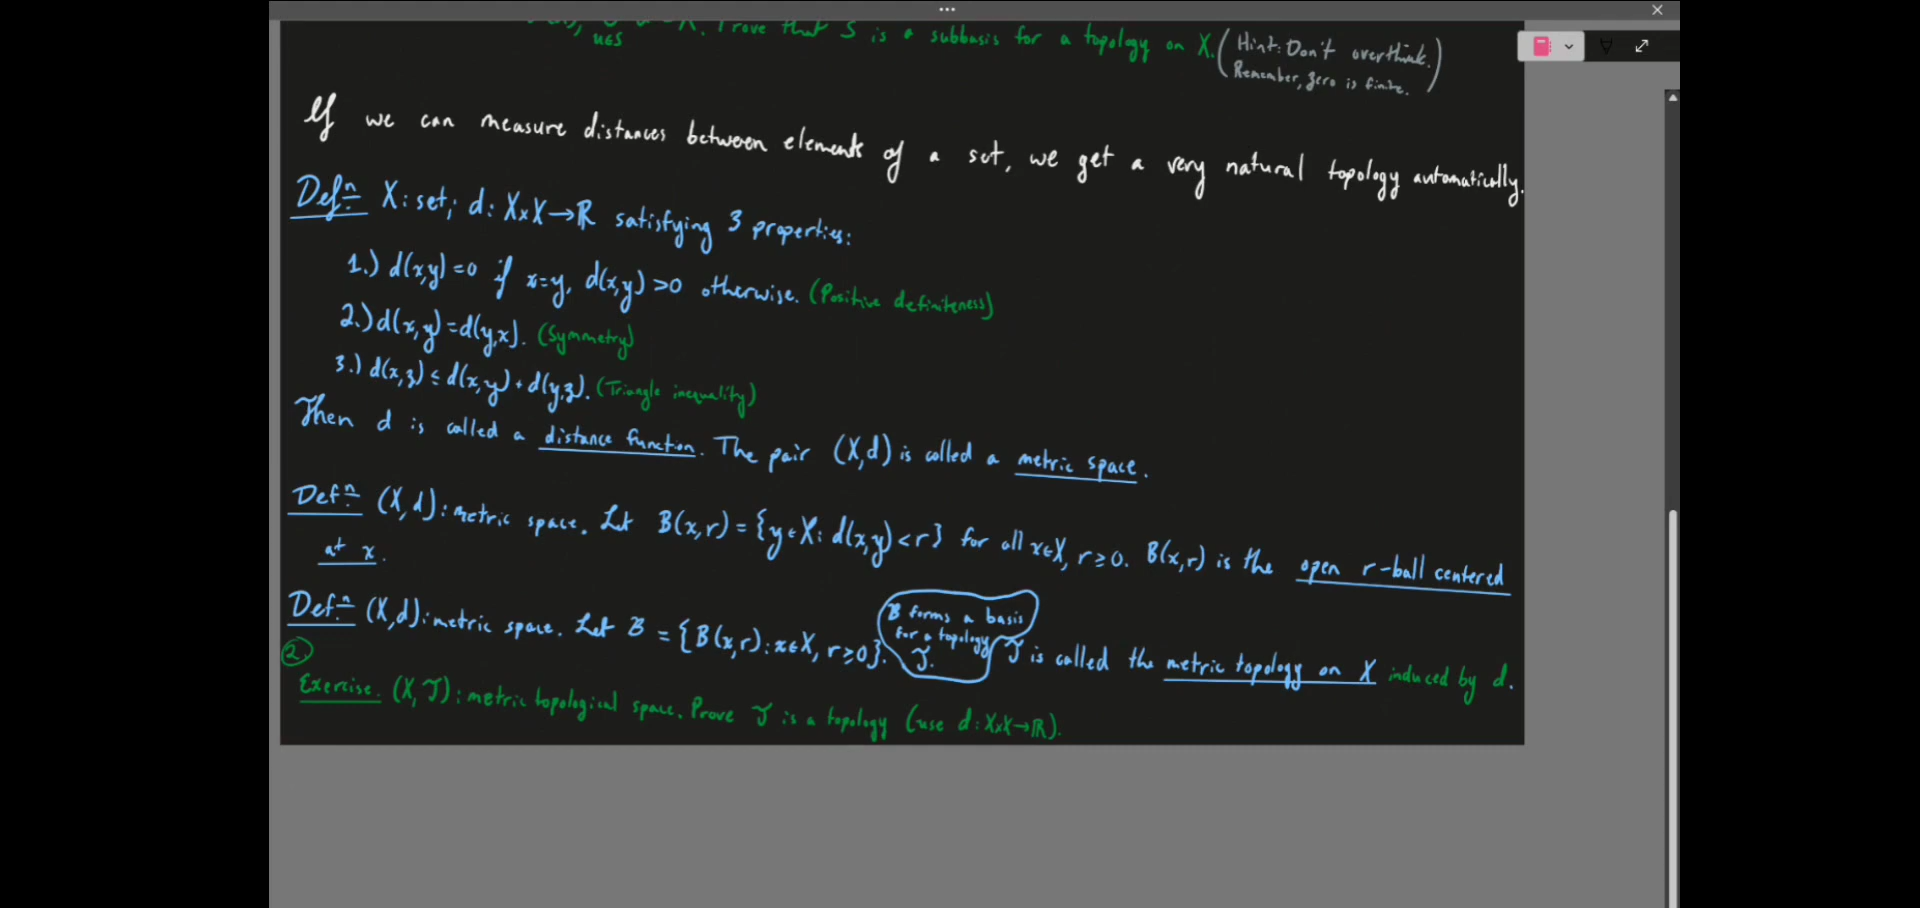 Prove that S is a subbasis for a topology on X. (Hint: Don't overthink.
Remember, zero is finite.)
If we can measure distances between elements of a set, we get a very natural topology automatically.
Defn: X: set; d: X×X→ℝ satisfying 3 properties:
1.) d(x,y)=0 if x=y, d(x,y)>0 otherwise. (Positive definiteness)
2.) d(x,y)=d(y,x). (Symmetry)
3.) d(x,z)≤d(x,y)+d(y,z). (Triangle inequality)
Then d is called a distance function. The pair (X,d) is called a metric space.
Defn: (X,d): metric space. Let B(x,r)={y∈X: d(x,y)<r} for all x∈X, r≥0. B(x,r) is the open r-ball centered
at x.
Defn: (X,d): metric space. Let ℬ={B(x,r): x∈X, r≥0}. ℬ forms a basis
for a topology
𝒯. 𝒯 is called the metric topology on X induced by d.
2.
Exercise. (X,𝒯): metric topological space. Prove 𝒯 is a topology (use d: X×X→ℝ).